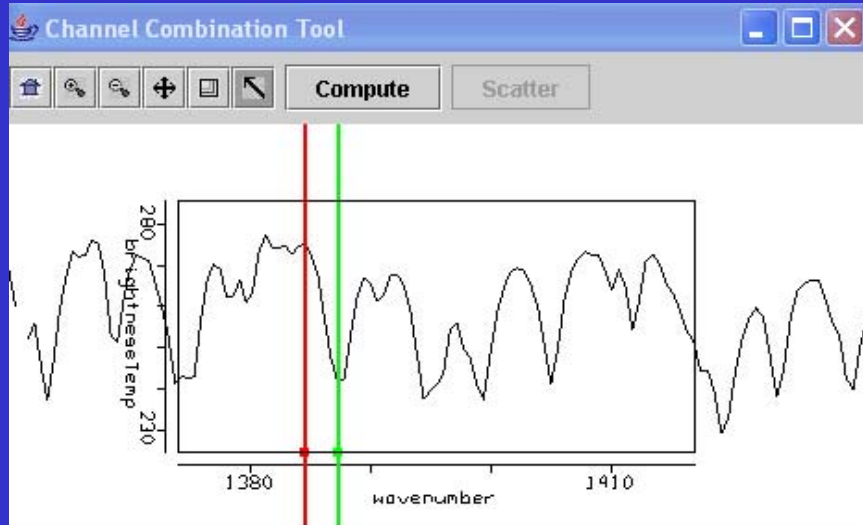 Channel Combination Tool
Compute Scatter
280
brightnessTemp
230
1380 1410
wavenumber